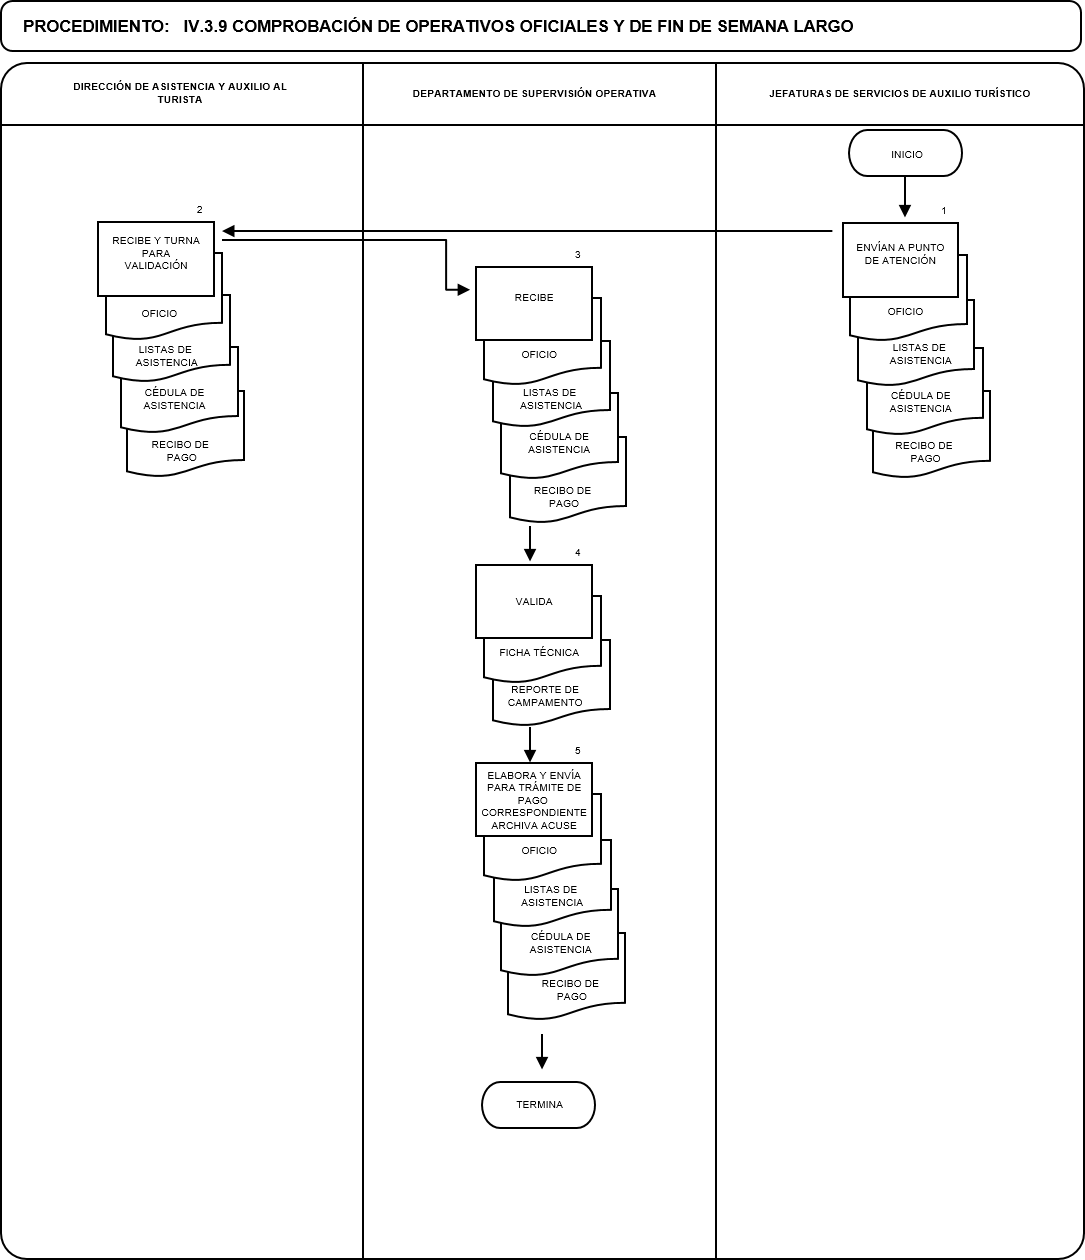 PROCEDIMIENTO: IV.3.9 COMPROBACIÓN DE OPERATIVOS OFICIALES Y DE FIN DE SEMANA LARGO
DIRECCIÓN DE ASISTENCIA Y AUXILIO AL
TURISTA
DEPARTAMENTO DE SUPERVISIÓN OPERATIVA
JEFATURAS DE SERVICIOS DE AUXILIO TURÍSTICO
INICIO
1
ENVÍAN A PUNTO
DE ATENCIÓN
OFICIO
LISTAS DE
ASISTENCIA
CÉDULA DE
ASISTENCIA
RECIBO DE
PAGO
2
RECIBE Y TURNA
PARA
VALIDACIÓN
OFICIO
LISTAS DE
ASISTENCIA
CÉDULA DE
ASISTENCIA
RECIBO DE
PAGO
3
RECIBE
OFICIO
LISTAS DE
ASISTENCIA
CÉDULA DE
ASISTENCIA
RECIBO DE
PAGO
4
VALIDA
FICHA TÉCNICA
REPORTE DE
CAMPAMENTO
5
ELABORA Y ENVÍA
PARA TRÁMITE DE
PAGO
CORRESPONDIENTE
ARCHIVA ACUSE
OFICIO
LISTAS DE
ASISTENCIA
CÉDULA DE
ASISTENCIA
RECIBO DE
PAGO
TERMINA